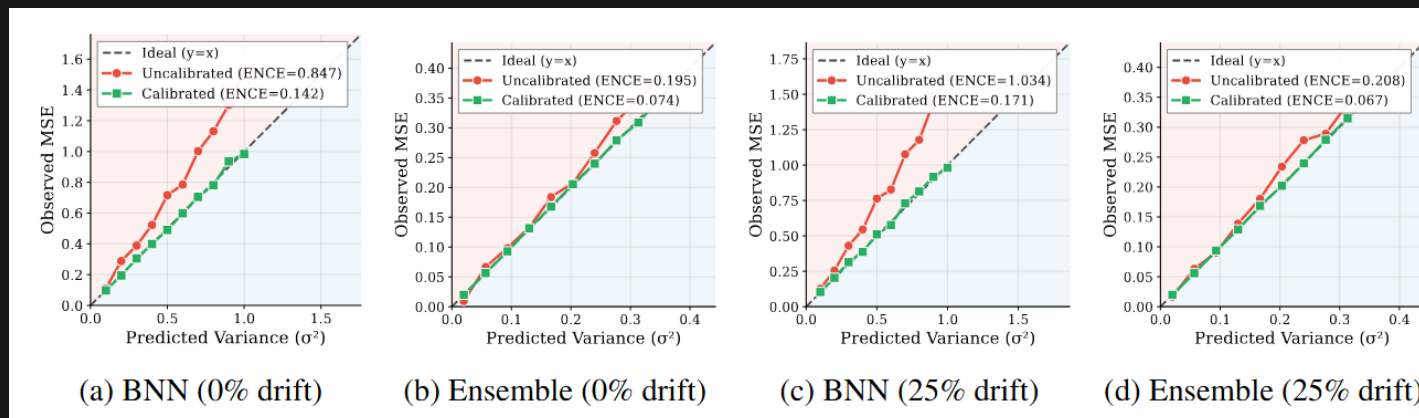 Ideal (y=x)
Uncalibrated (ENCE=0.847)
Calibrated (ENCE=0.142)
Observed MSE
1.6
1.4
1.2
1.0
0.8
0.6
0.4
0.2
0.0
0.0 0.5 1.0 1.5
Predicted Variance (σ²)
(a) BNN (0% drift)
Ideal (y=x)
Uncalibrated (ENCE=0.195)
Calibrated (ENCE=0.074)
Observed MSE
0.40
0.35
0.30
0.25
0.20
0.15
0.10
0.05
0.00
0.0 0.1 0.2 0.3 0.4
Predicted Variance (σ²)
(b) Ensemble (0% drift)
Ideal (y=x)
Uncalibrated (ENCE=1.034)
Calibrated (ENCE=0.171)
Observed MSE
1.75
1.50
1.25
1.00
0.75
0.50
0.25
0.00
0.0 0.5 1.0 1.5
Predicted Variance (σ²)
(c) BNN (25% drift)
Ideal (y=x)
Uncalibrated (ENCE=0.208)
Calibrated (ENCE=0.067)
Observed MSE
0.40
0.35
0.30
0.25
0.20
0.15
0.10
0.05
0.00
0.0 0.1 0.2 0.3 0.4
Predicted Variance (σ²)
(d) Ensemble (25% drift)